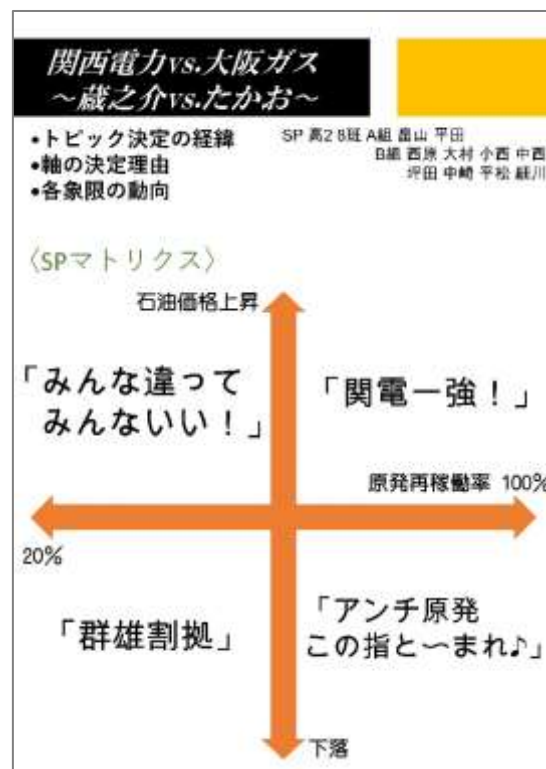 関西電力vs.大阪ガス
～蔵之介vs.たかお～
•トピック決定の経緯
•軸の決定理由
•各象限の動向
SP 高2 8班 A組 畠山 平田
B組 西原 大村 小西 中西
坪田 中崎 平松 細川
〈SPマトリクス〉
石油価格上昇
「みんな違って
みんないい！」
「関電一強！」
原発再稼働率 100%
20%
「群雄割拠」
「アンチ原発
この指と〜まれ♪」
下落